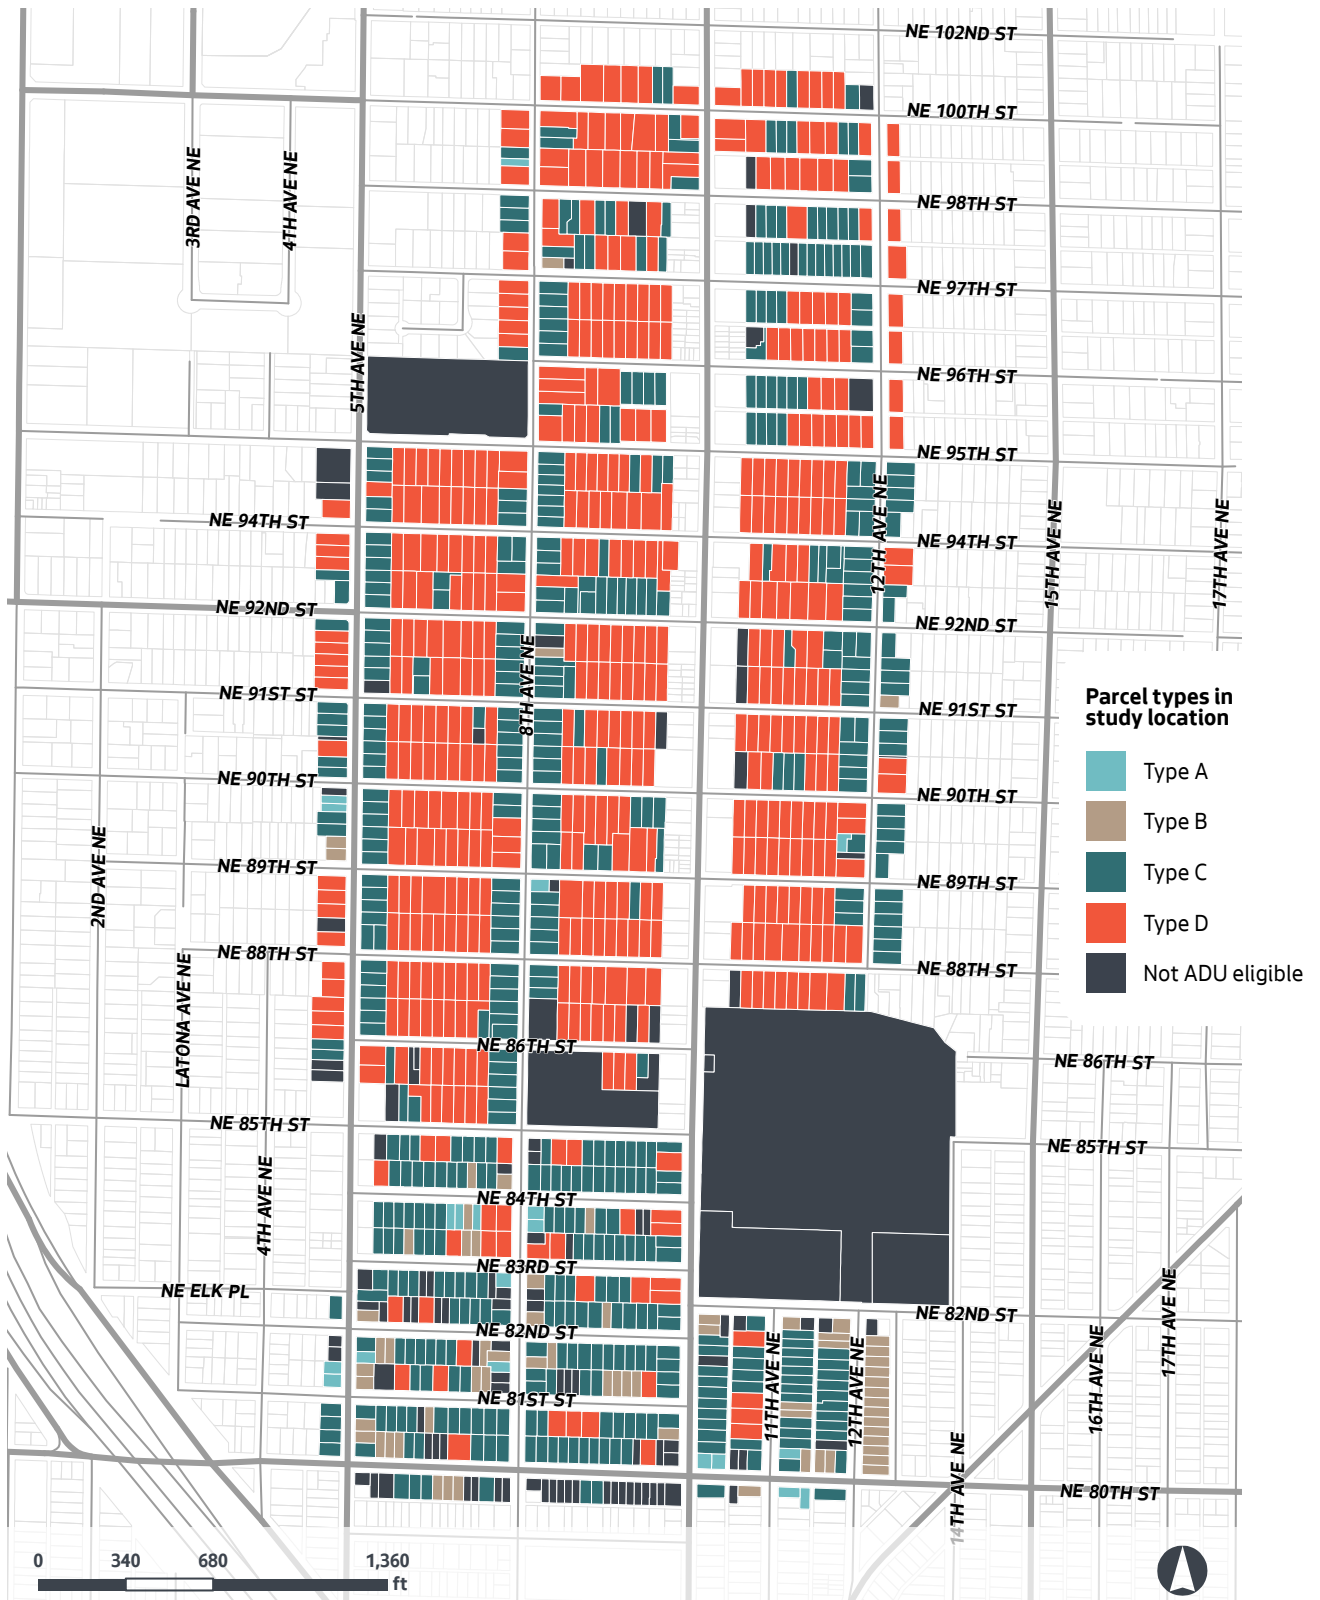 NE 102ND ST
NE 100TH ST
3RD AVE NE
4TH AVE NE
NE 98TH ST
NE 97TH ST
5TH AVE NE
NE 96TH ST
NE 95TH ST
NE 94TH ST
12TH AVE NE
15TH AVE NE
17TH AVE NE
NE 94TH ST
NE 92ND ST
NE 92ND ST
8TH AVE NE
NE 91ST ST
NE 91ST ST
Parcel types in
study location
Type A
Type B
Type C
Type D
Not ADU eligible
NE 90TH ST
NE 90TH ST
2ND AVE NE
NE 89TH ST
NE 89TH ST
NE 88TH ST
NE 88TH ST
LATONA AVE NE
NE 86TH ST
NE 86TH ST
NE 85TH ST
NE 85TH ST
4TH AVE NE
NE 84TH ST
NE 83RD ST
NE ELK PL
NE 82ND ST
NE 82ND ST
17TH AVE NE
16TH AVE NE
11TH AVE NE
12TH AVE NE
NE 81ST ST
14TH AVE NE
NE 80TH ST
0 340 680 1,360
ft